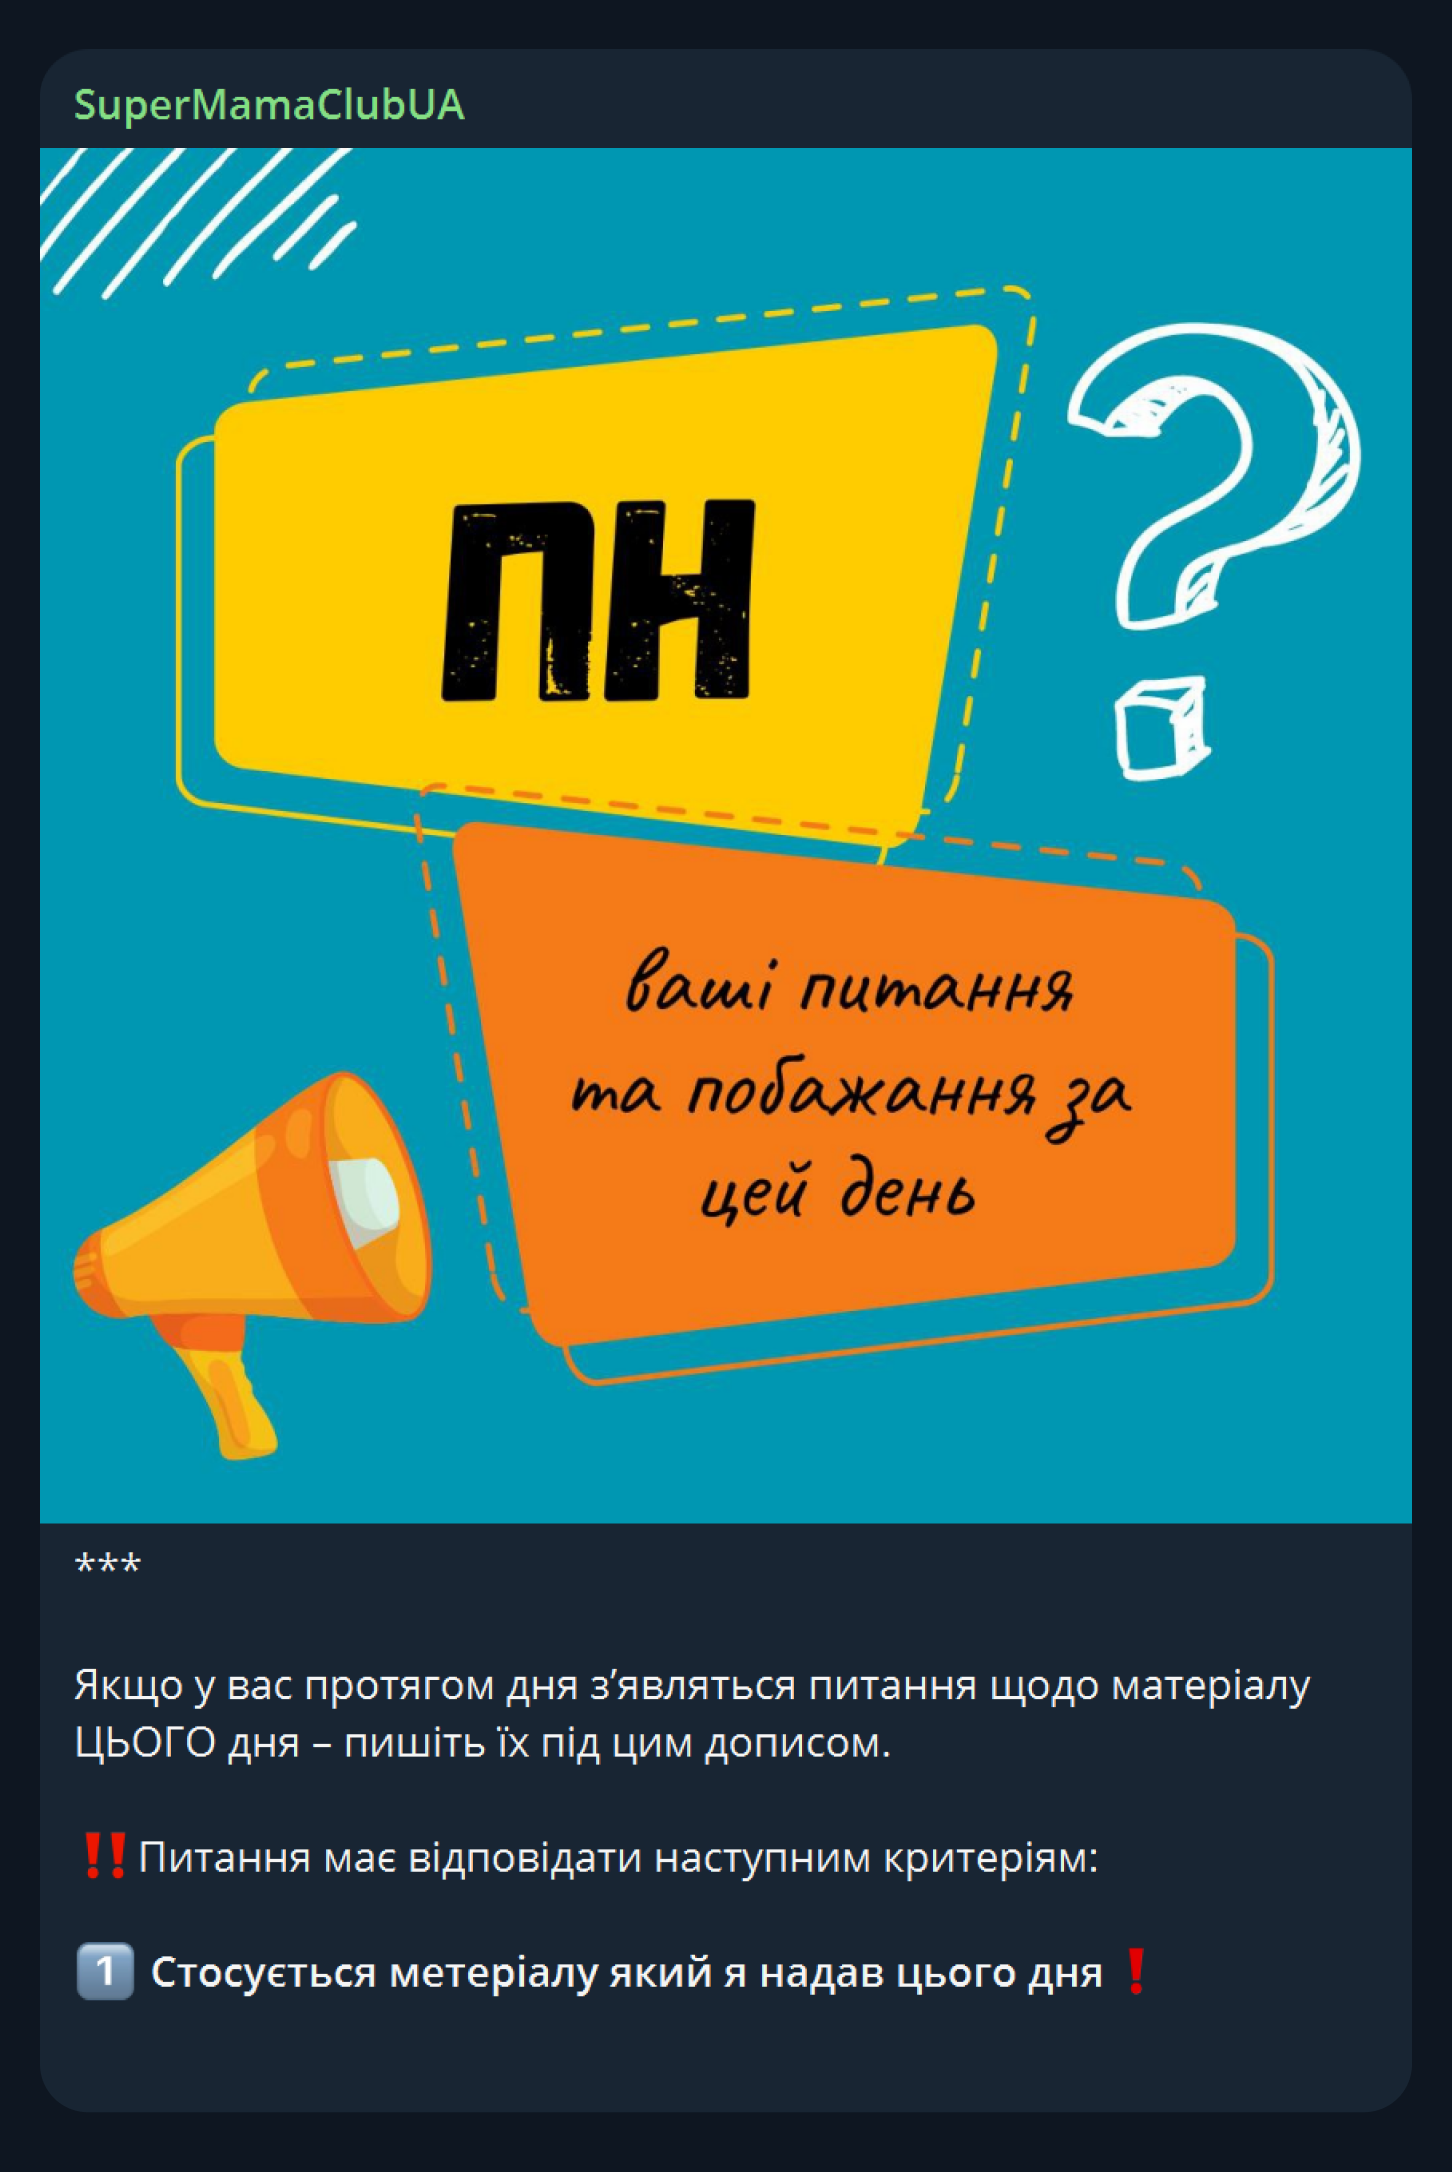 SuperMamaClubUA
ПН
ваші питання
та побажання за
цей день
***
Якщо у вас протягом дня з’являться питання щодо матеріалу
ЦЬОГО дня – пишіть їх під цим дописом.
‼️Питання має відповідати наступним критеріям:
1️⃣ Стосується метеріалу який я надав цього дня❗